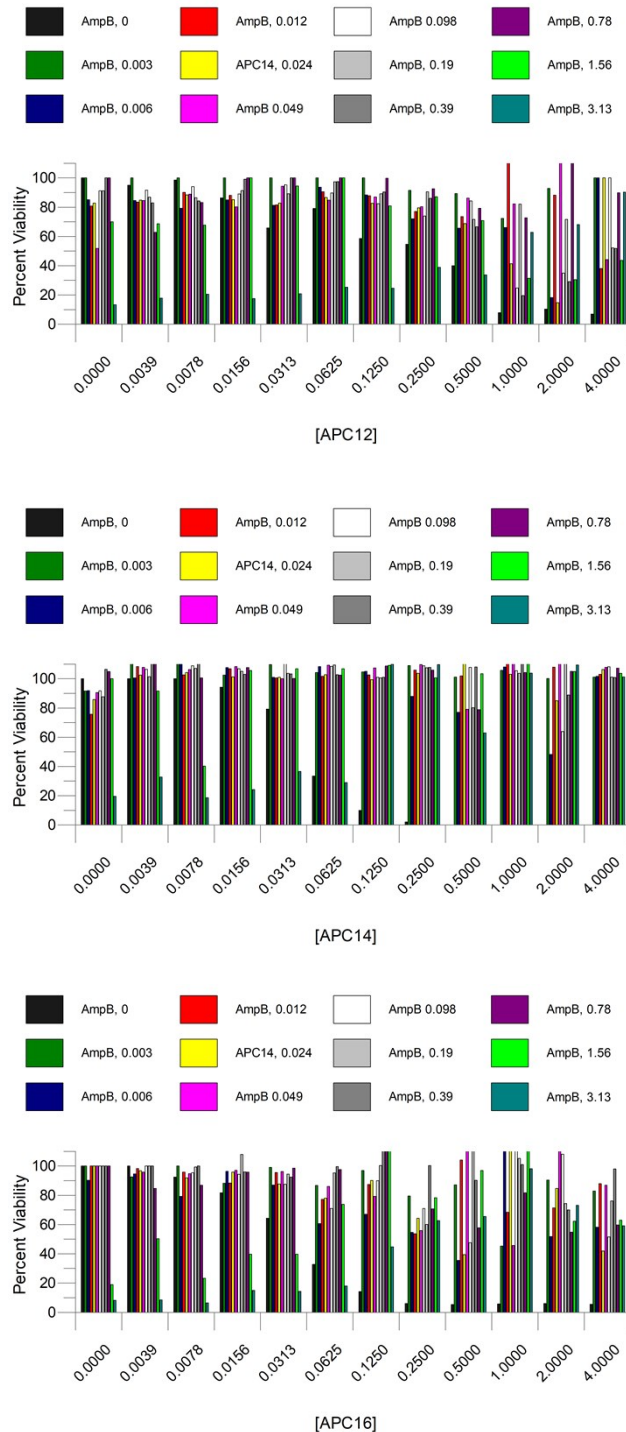 AmpB, 0 AmpB, 0.012 AmpB 0.098 AmpB, 0.78
AmpB, 0.003 APC14, 0.024 AmpB, 0.19 AmpB, 1.56
AmpB, 0.006 AmpB 0.049 AmpB, 0.39 AmpB, 3.13
Percent Viability
100
80
60
40
20
0
0.0000 0.0039 0.0078 0.0156 0.0313 0.0625 0.1250 0.2500 0.5000 1.0000 2.0000 4.0000
[APC12]
AmpB, 0 AmpB, 0.012 AmpB 0.098 AmpB, 0.78
AmpB, 0.003 APC14, 0.024 AmpB, 0.19 AmpB, 1.56
AmpB, 0.006 AmpB 0.049 AmpB, 0.39 AmpB, 3.13
Percent Viability
100
80
60
40
20
0
0.0000 0.0039 0.0078 0.0156 0.0313 0.0625 0.1250 0.2500 0.5000 1.0000 2.0000 4.0000
[APC14]
AmpB, 0 AmpB, 0.012 AmpB 0.098 AmpB, 0.78
AmpB, 0.003 APC14, 0.024 AmpB, 0.19 AmpB, 1.56
AmpB, 0.006 AmpB 0.049 AmpB, 0.39 AmpB, 3.13
Percent Viability
100
80
60
40
20
0
0.0000 0.0039 0.0078 0.0156 0.0313 0.0625 0.1250 0.2500 0.5000 1.0000 2.0000 4.0000
[APC16]